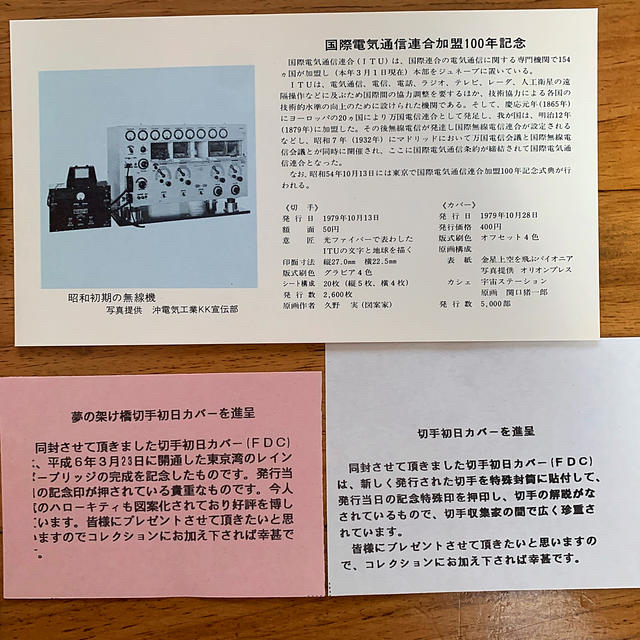 国際電気通信連合加盟100年記念
国際電気通信連合(ITU)は、国際連合の電気通信に関する専門機関で154
ヵ国が加盟し(本年3月1日現在)本部をジュネーブに置いている。
ITUは、電信、電話、ラジオ、テレビ、レーダ、人工衛星の遠
隔操作などに及ぶため国際間の協力調整を要するほか、技術協力による各国の
技術的水準の向上のために設けられた機関である。そして、慶応元年(1865年)
にヨーロッパの20ヵ国により万国電信連合として発足し、我が国は、明治12年
(1879年)に加盟した。その後無線電信が発達し国際無線電信連合が設定される
などし、昭和7年(1932年)にマドリッドにおいて万国電信会議と国際無線電
信会議とが同時に開催され、ここに国際電気通信条約が締結されて国際電気通
信連合となった。
なお、昭和54年10月13日には東京で国際電気通信連合加盟100年記念式典が行
われる。
《切 手》
発行日 1979年10月13日
額 面 50円
意 匠 光ファイバーで表わした
ITUの文字と地球を描く
印面寸法 縦27.0mm 横22.5mm
版式刷色 グラビア4色
シート構成 20枚(縦5枚、横4枚)
発行数 2,600枚
原画作者 久野 実(図案家)
《カバー》
発行日 1979年10月28日
発行価格 400円
版式刷色 オフセット4色
原画構成
表 紙 金星上空を飛ぶパイオニア
写真提供 オリオンプレス
カシェ 宇宙ステーション
原画 関口猪一郎
発行数 5,000部
昭和初期の無線機
写真提供 沖電気工業KK宣伝部
夢の架け橋切手初日カバーを進呈
同封させて頂きました切手初日カバー(FDC)
、平成6年3月23日に開通した東京湾のレイン
ーブリッジの完成を記念したものです。発行当
の記念印が押されている貴重なものです。今人
のハローキティも図案化されており好評を博し
います。皆様にプレゼントさせて頂きたいと思
ますのでコレクションにお加え下されば幸甚で
。
切手初日カバーを進呈
同封させて頂きました切手初日カバー(FDC)
は、新しく発行された切手を特殊封筒に貼付して、
発行当日の記念特殊印を押印し、切手の解説がな
されているもので、切手収集家の間で広く珍重さ
れています。
皆様にプレゼントさせて頂きたいと思いますの
で、コレクションにお加え下されば幸甚です。